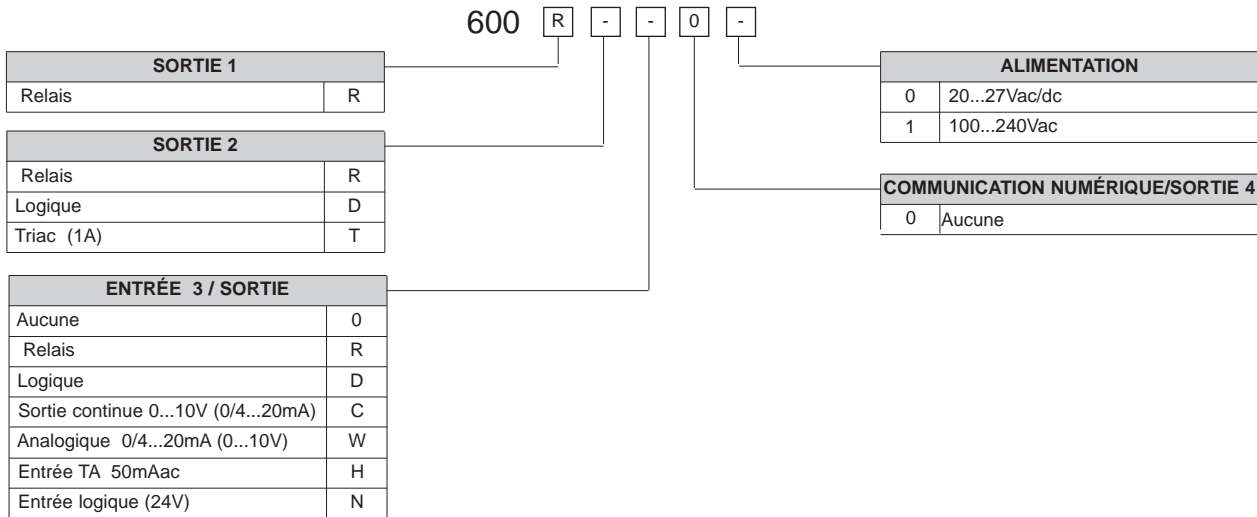 600 R - - 0 -
SORTIE 1
Relais R
SORTIE 2
Relais R
Logique D
Triac (1A) T
ENTRÉE 3 / SORTIE
Aucune 0
Relais R
Logique D
Sortie continue 0...10V (0/4...20mA) C
Analogique 0/4...20mA (0...10V) W
Entrée TA 50mAac H
Entrée logique (24V) N
ALIMENTATION
0 20...27Vac/dc
1 100...240Vac
COMMUNICATION NUMÉRIQUE/SORTIE 4
0 Aucune